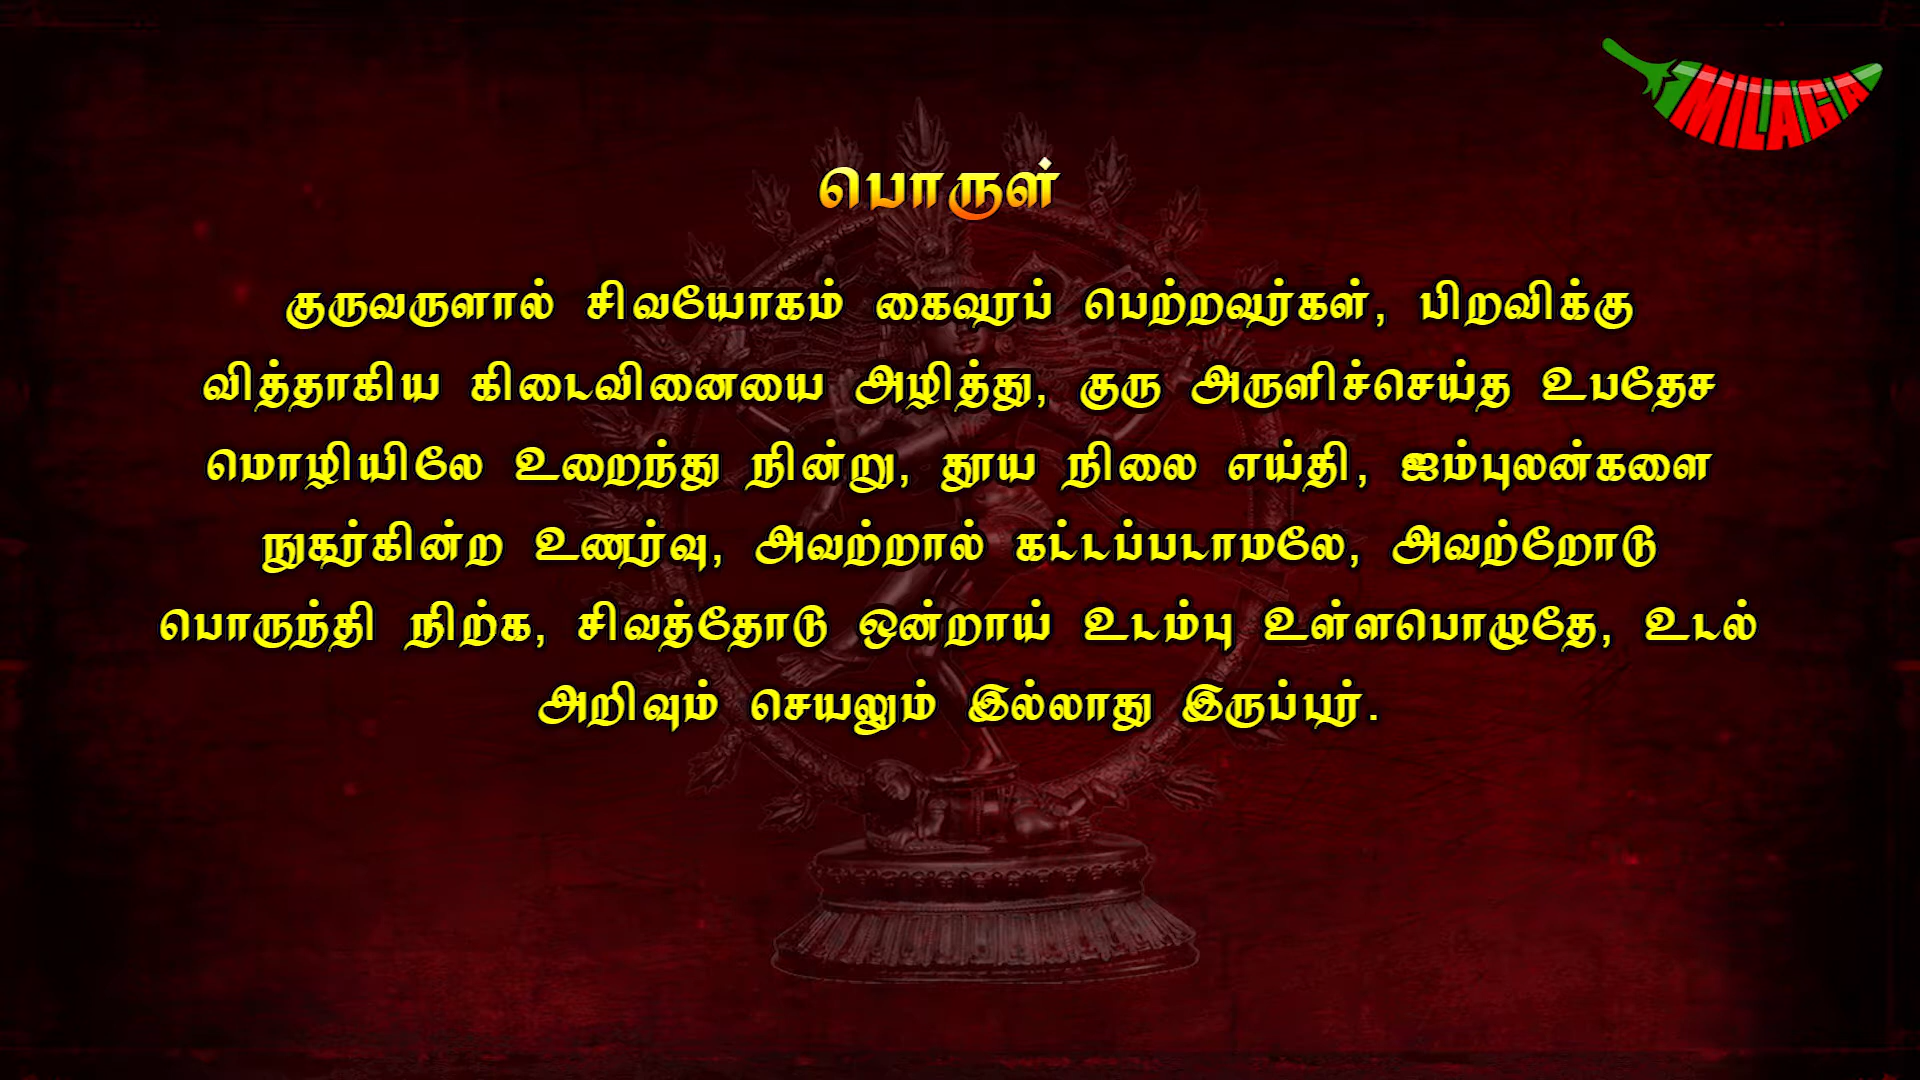 MILAGA
பொருள்
குருவருளால் சிவயோகம் கைவரப் பெற்றவர்கள், பிறவிக்கு
வித்தாகிய கிடைவினையை அழித்து, குரு அருளிச்செய்த உபதேச
மொழியிலே உறைந்து நின்று, தூய நிலை எய்தி, ஐம்புலன்களை
நுகர்கின்ற உணர்வு, அவற்றால் கட்டப்படாமலே, அவற்றோடு
பொருந்தி நிற்க, சிவத்தோடு ஒன்றாய் உடம்பு உள்ளபொழுதே, உடல்
அறிவும் செயலும் இல்லாது இருப்பர்.